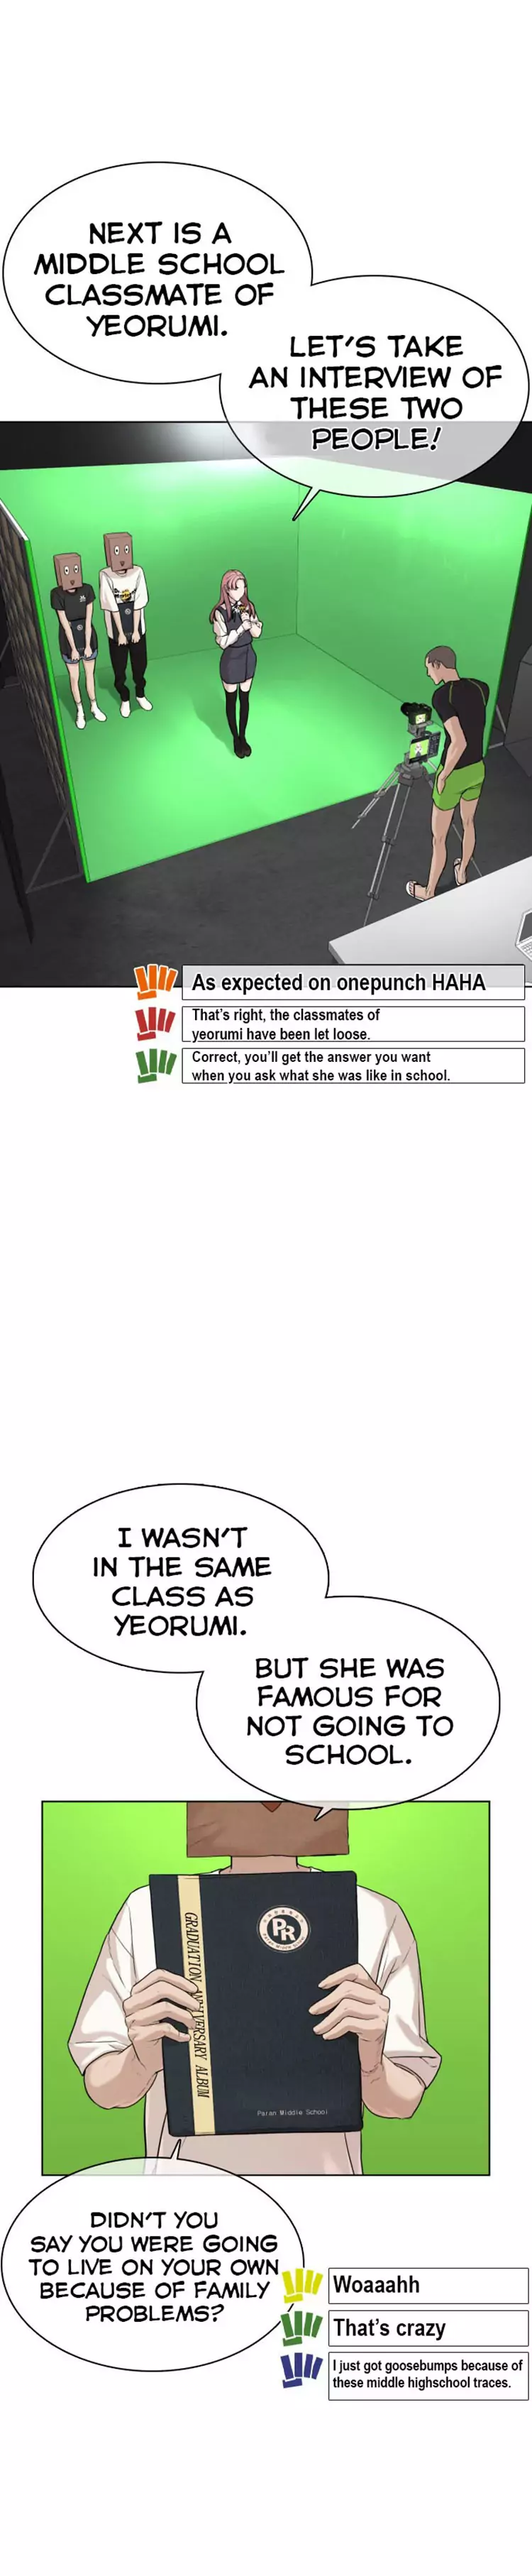 NEXT IS A
MIDDLE SCHOOL
CLASSMATE OF
YEORUMI.
LET'S TAKE
AN INTERVIEW OF
THESE TWO
PEOPLE!
As expected on onepunch HAHA
That's right, the classmates of
yeorumi have been let loose.
Correct, you'll get the answer you want
when you ask what she was like in school.
I WASN'T
IN THE SAME
CLASS AS
YEORUMI.
BUT SHE WAS
FAMOUS FOR
NOT GOING TO
SCHOOL.
PR
GRADUATION ANNIVERSARY ALBUM
Paran Middle School
DIDN'T YOU
SAY YOU WERE GOING
TO LIVE ON YOUR OWN
BECAUSE OF FAMILY
PROBLEMS?
Woaaahh
That's crazy
I just got goosebumps because of
these middle highschool traces.